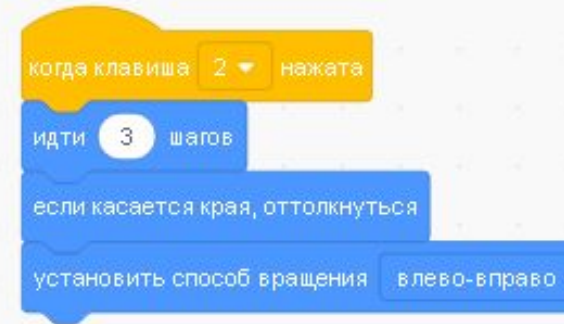 когда клавиша 2 нажата
идти 3 шагов
если касается края, оттолкнуться
установить способ вращения влево-вправо